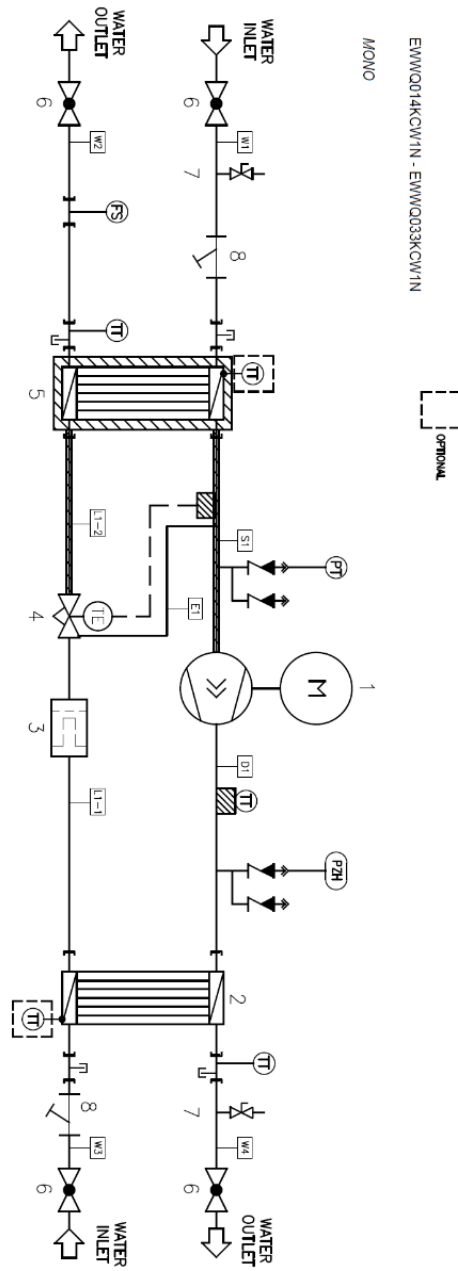 EWWQ014KCW1N - EWWQ033KCW1N
OPTIONAL
MONO
1
PT
PZH
M
WATER
INLET
W1
8
TT
S1
D1
TT
2
TT
W4
WATER
OUTLET
6
7
E1
7
6
WATER
OUTLET
W2
FS
TT
L1-2
TE
L1-1
8
W3
WATER
INLET
6
5
4
3
TT
6